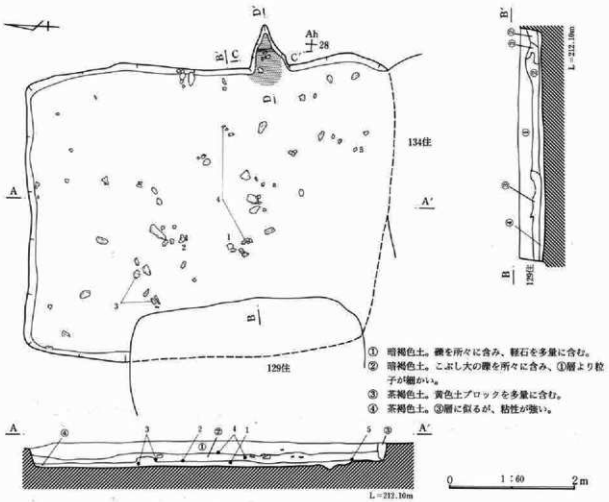 D'
Ah
28
B'
C
C'
D
134住
A
A'
4
1
2
3
B
129住
B'
L=212.10m
①
③
④
B
129住
① 暗褐色土。礫を所々に含み、軽石を多量に含む。
② 暗褐色土。こぶし大の礫を所々に含み、①層より粒
子が細かい。
③ 茶褐色土。黄色土ブロックを多量に含む。
④ 茶褐色土。③層に似るが、粘性が強い。
A
④
3
2
①
②
4
1
5
③
A'
L=212.10m
0 1:60 2m